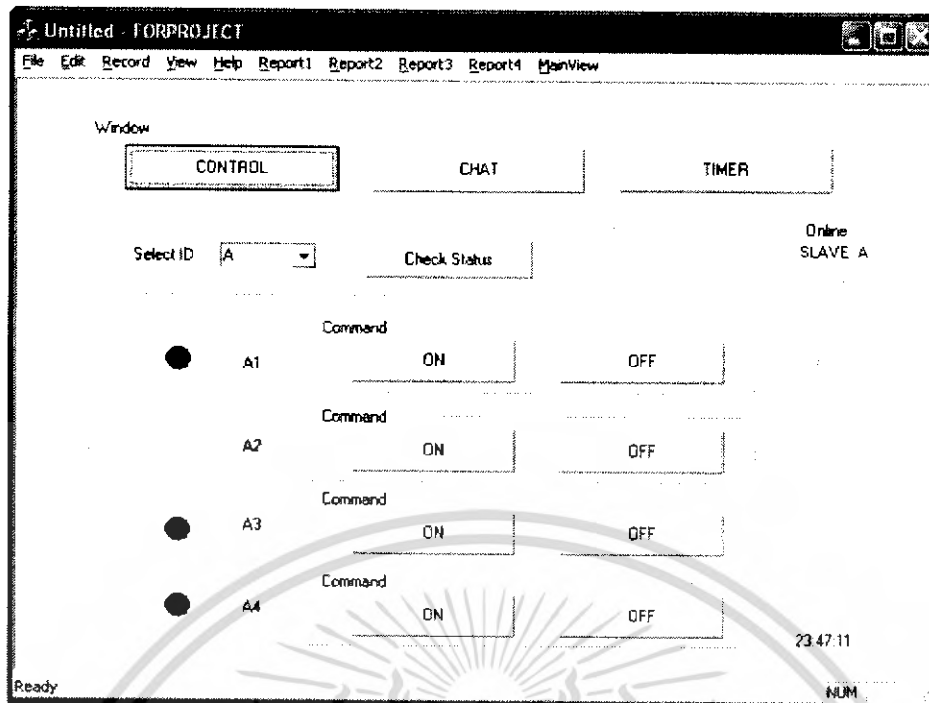 Untitled - FORPROJECT
File Edit Record View Help Report1 Report2 Report3 Report4 MainView
Window
CONTROL CHAT TIMER
Online
Select ID A Check Status SLAVE A
Command
A1 ON OFF
Command
A2 ON OFF
Command
A3 ON OFF
Command
A4 ON OFF
23:47:11
Ready NUM